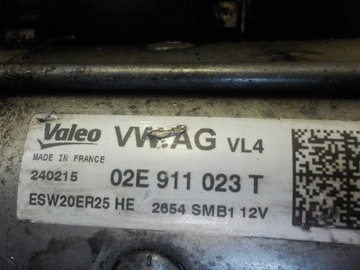 Valeo VW.AG VL4
MADE IN FRANCE
240215 02E 911 023 T
ESW20ER25 HE 2654 SMB1 12V